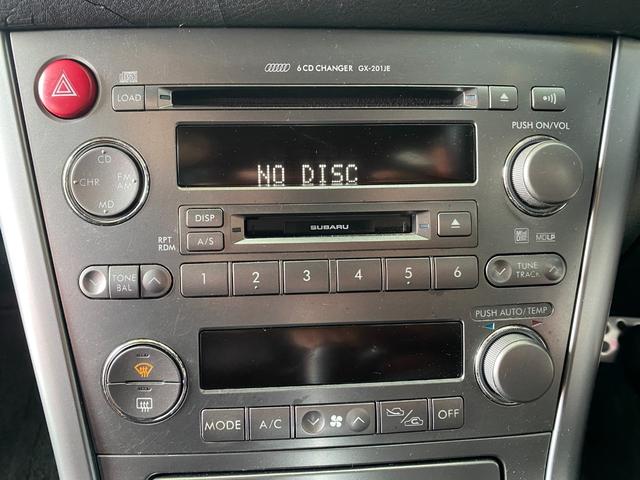 6 CD CHANGER GX-201JE
LOAD
PUSH ON/VOL
NO DISC
CD
CHR FM AM
MD
DISP
A/S
SUBARU
RPT
RDM
MDLP
TONE
BAL
1 2 3 4 5 6
TUNE
TRACK
PUSH AUTO/TEMP
MODE A/C OFF